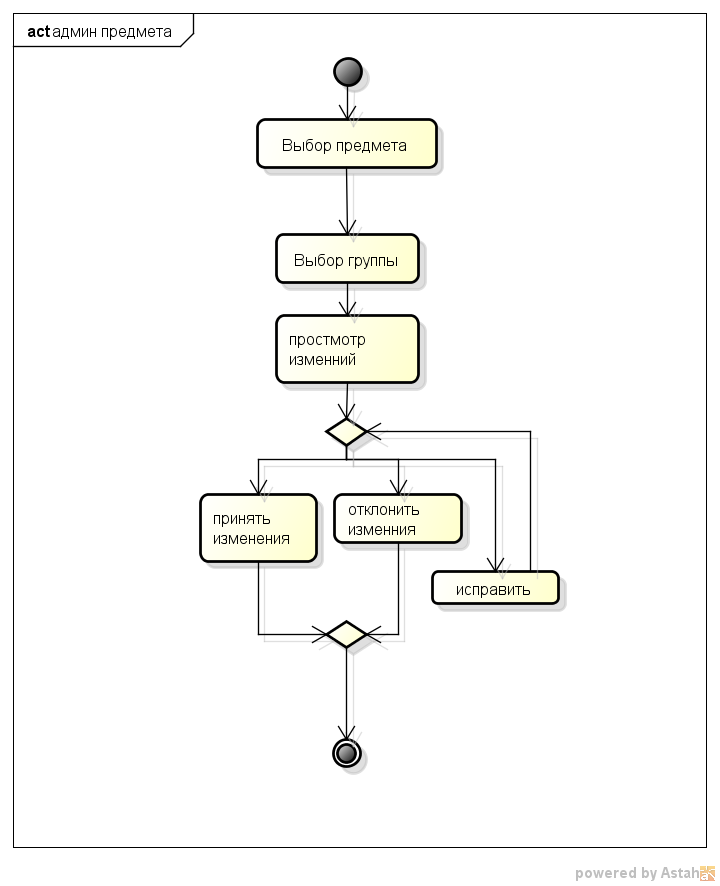 act админ предмета
Выбор предмета
Выбор группы
простмотр
изменний
принять
изменения
отклонить
изменния
исправить
powered by Astah